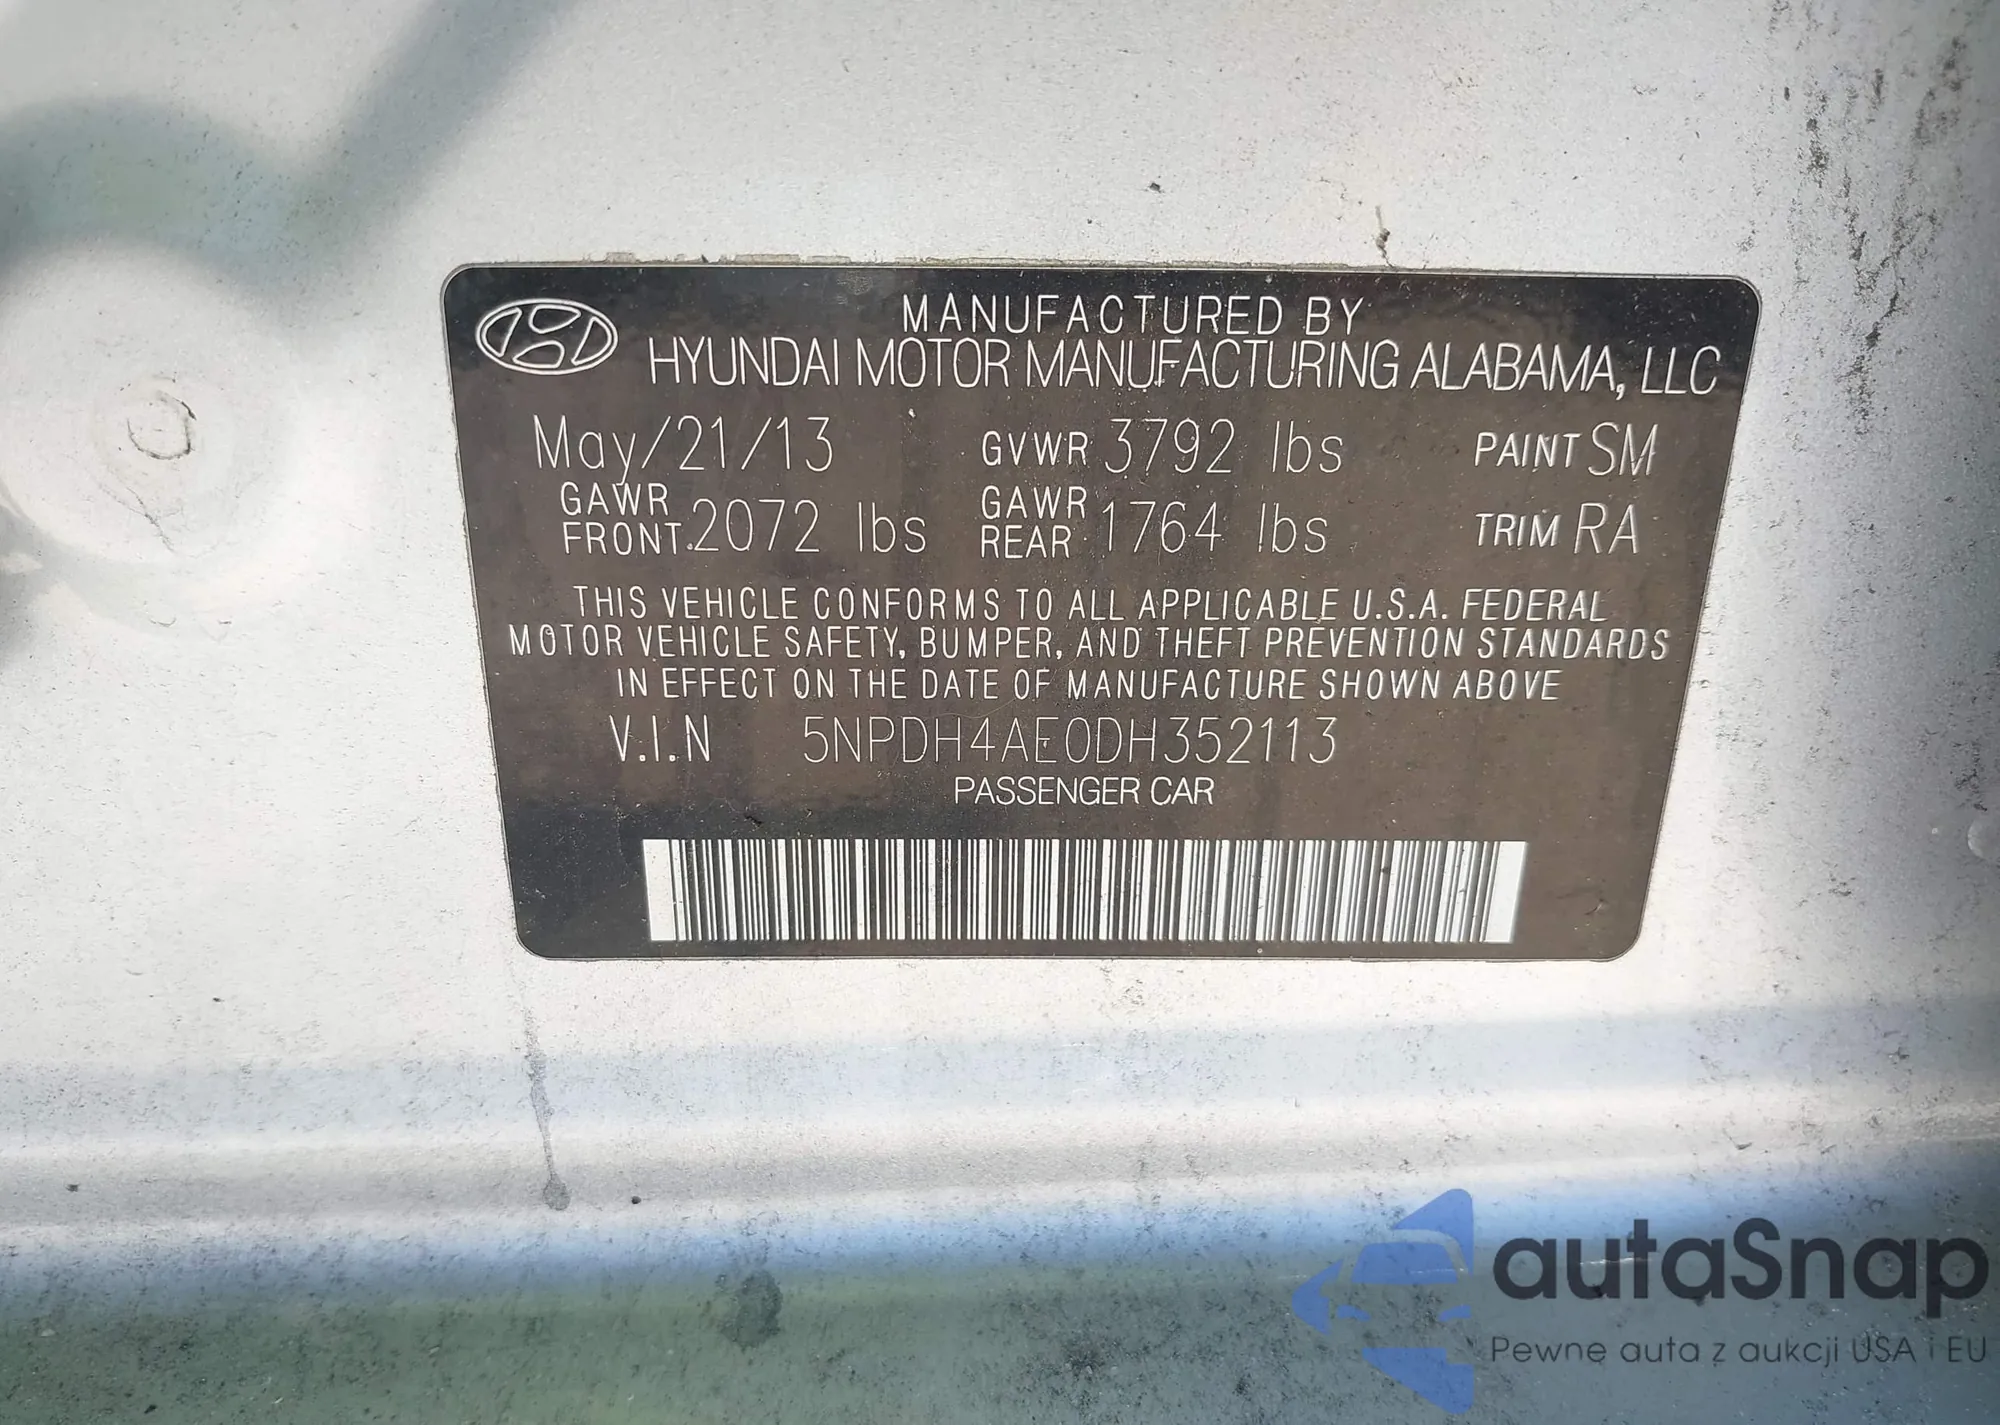 MANUFACTURED BY
HYUNDAI MOTOR MANUFACTURING ALABAMA, LLC
May/21/13 GVWR 3792 lbs PAINT SM
GAWR FRONT 2072 lbs GAWR REAR 1764 lbs TRIM RA
THIS VEHICLE CONFORMS TO ALL APPLICABLE U.S.A. FEDERAL
MOTOR VEHICLE SAFETY, BUMPER, AND THEFT PREVENTION STANDARDS
IN EFFECT ON THE DATE OF MANUFACTURE SHOWN ABOVE
V.I.N 5NPDH4AE0DH352113
PASSENGER CAR
autaSnap
Pewne auta z aukcji USA i EU